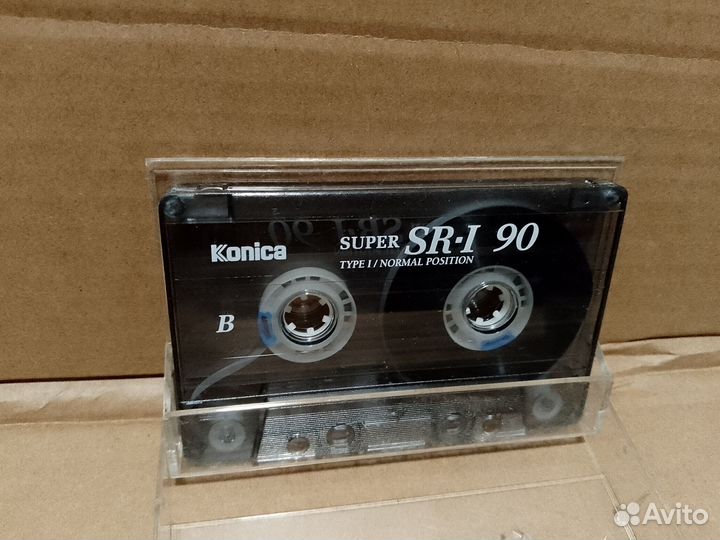 Konica
SUPER SR·I 90
TYPE I / NORMAL POSITION
B
Avito